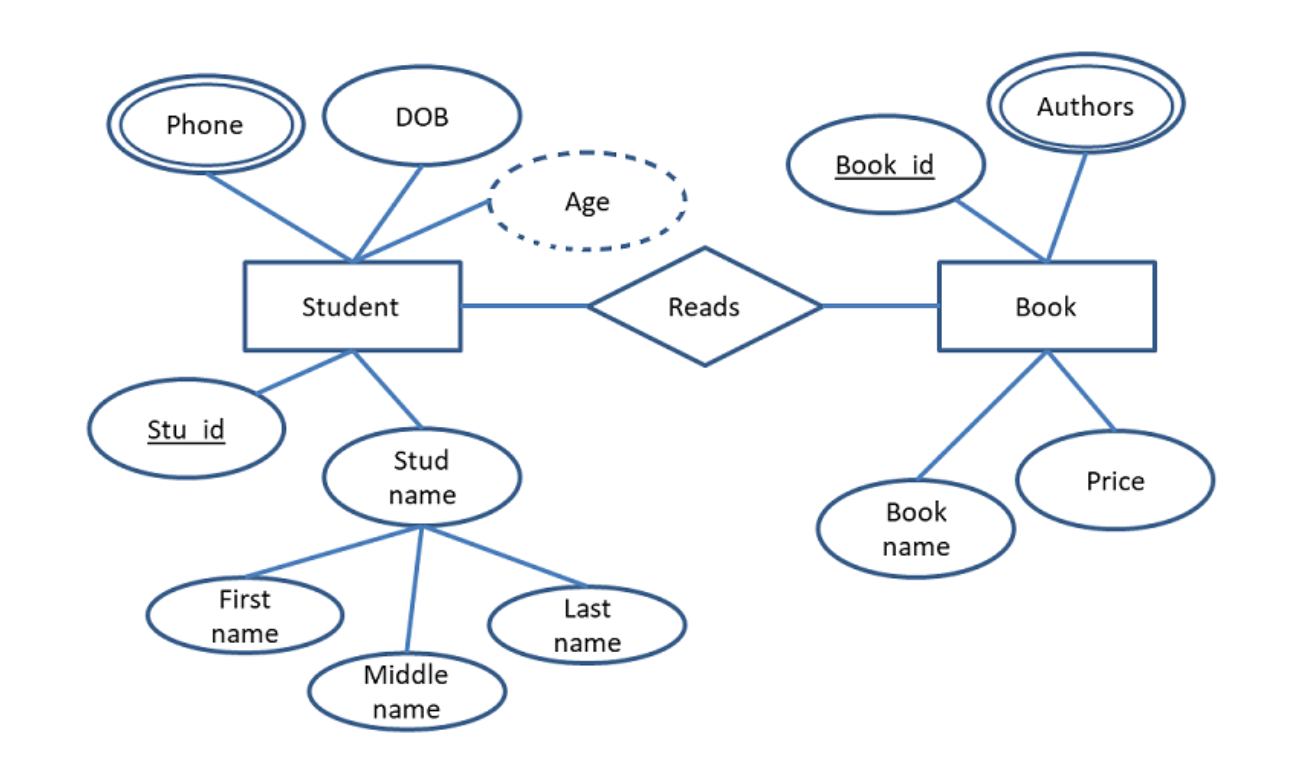 Phone
DOB
Age
Book_id
Authors
Student
Reads
Book
Stu_id
Stud
name
First
name
Middle
name
Last
name
Book
name
Price